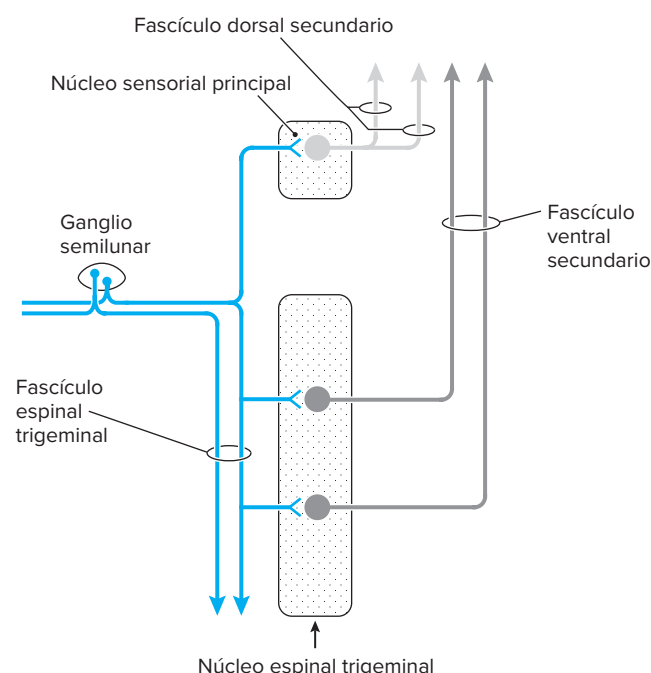 Fascículo dorsal secundario
Núcleo sensorial principal
Ganglio
semilunar
Fascículo
ventral
secundario
Fascículo
espinal
trigeminal
Núcleo espinal trigeminal